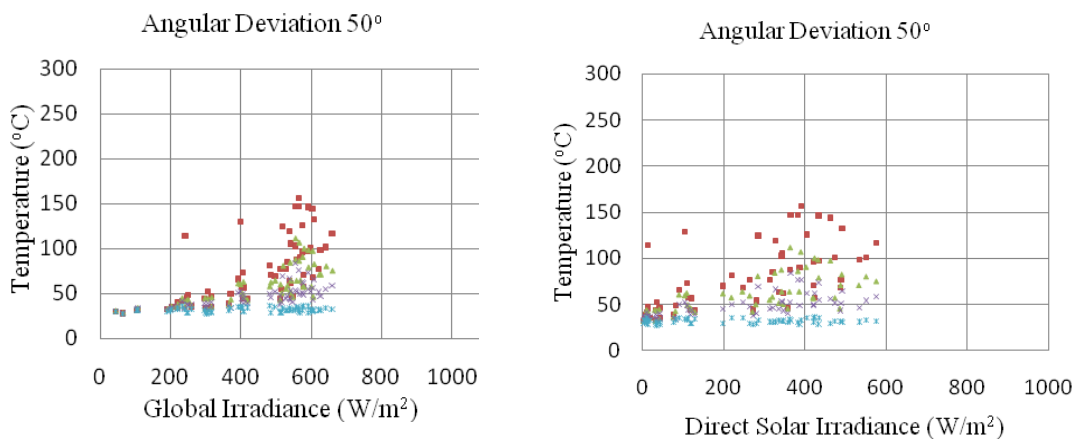 Angular Deviation 50°
300
250
200
150
100
50
0
Temperature (°C)
0 200 400 600 800 1000
Global Irradiance (W/m²)
Angular Deviation 50°
300
250
200
150
100
50
0
Temperature (°C)
0 200 400 600 800 1000
Direct Solar Irradiance (W/m²)